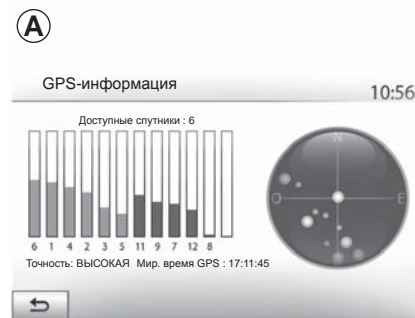 A
GPS-информация
10:56
Доступные спутники : 6
N
O E
6 1 4 2 3 5 11 9 7 12 8
Точность: ВЫСОКАЯ Мир. время GPS : 17:11:45